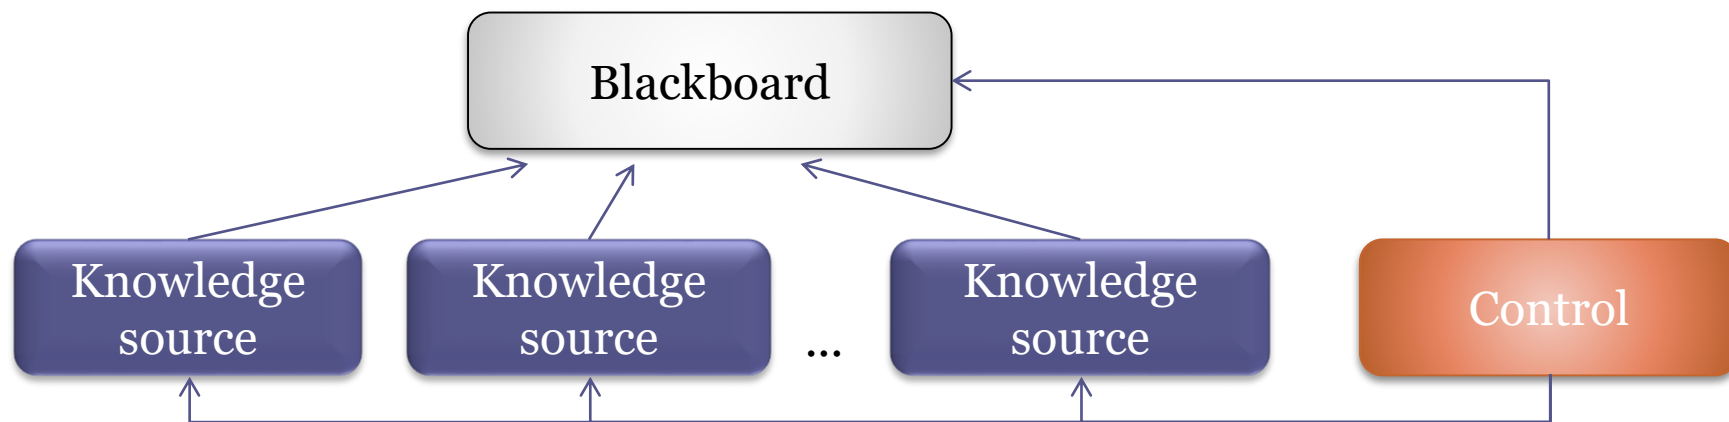 Blackboard
Knowledge
source
Knowledge
source
...
Knowledge
source
Control